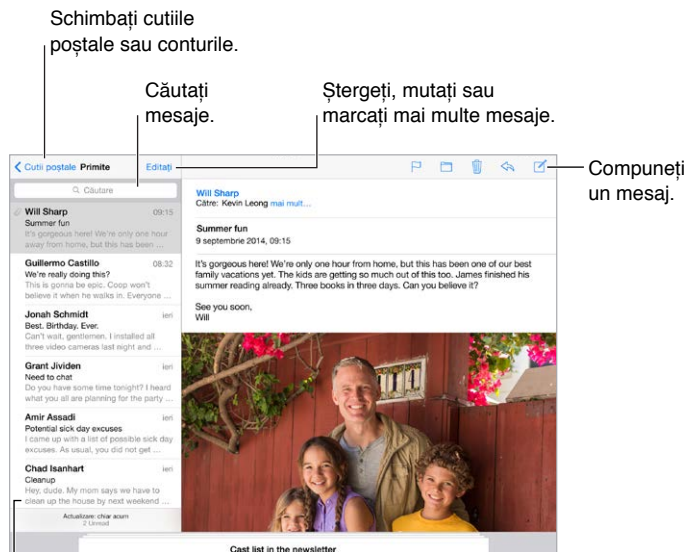 Schimbați cutiile
poștale sau conturile.
Căutați
mesaje.
Ștergeți, mutați sau
marcați mai multe mesaje.
Compuneți
un mesaj.
Cutii poștale Primite Editați
Căutare
Will Sharp 09:15
Summer fun
It's gorgeous here! We're only one hour
away from home, but this has been ...
Guillermo Castillo 08:32
We're really doing this?
This is gonna be epic. Coop won't
believe it when he walks in. Everyone ...
Jonah Schmidt ieri
Best. Birthday. Ever.
Can't wait, gentlemen. I installed all
three video cameras last night and ...
Grant Jividen ieri
Need to chat
Do you have some time tonight? I heard
what you all are planning for the party ...
Amir Assadi ieri
Potential sick day excuses
I came up with a list of possible sick day
excuses. As usual, you did not get ...
Chad Isanhart ieri
Cleanup
Hey, dude. My mom says we have to
clean up the house by next weekend ...
Actualizare: chiar acum
2 Unread
Will Sharp
Către: Kevin Leong mai mult...
Summer fun
9 septembrie 2014, 09:15
It's gorgeous here! We're only one hour from home, but this has been one of our best
family vacations yet. The kids are getting so much out of this too. James finished his
summer reading already. Three books in three days. Can you believe it?
See you soon,
Will
Cast list in the newsletter